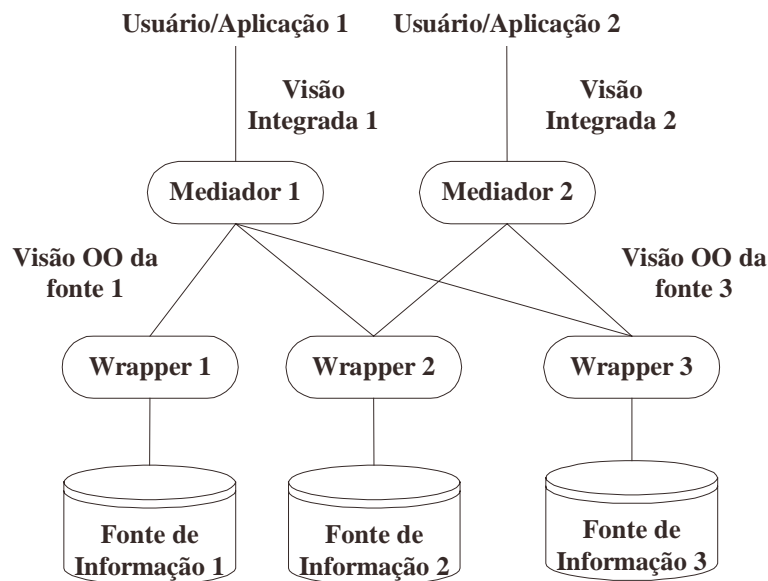 Usuário/Aplicação 1
Usuário/Aplicação 2
Visão
Integrada 1
Visão
Integrada 2
Mediador 1
Mediador 2
Visão OO da
fonte 1
Visão OO da
fonte 3
Wrapper 1
Wrapper 2
Wrapper 3
Fonte de
Informação 1
Fonte de
Informação 2
Fonte de
Informação 3